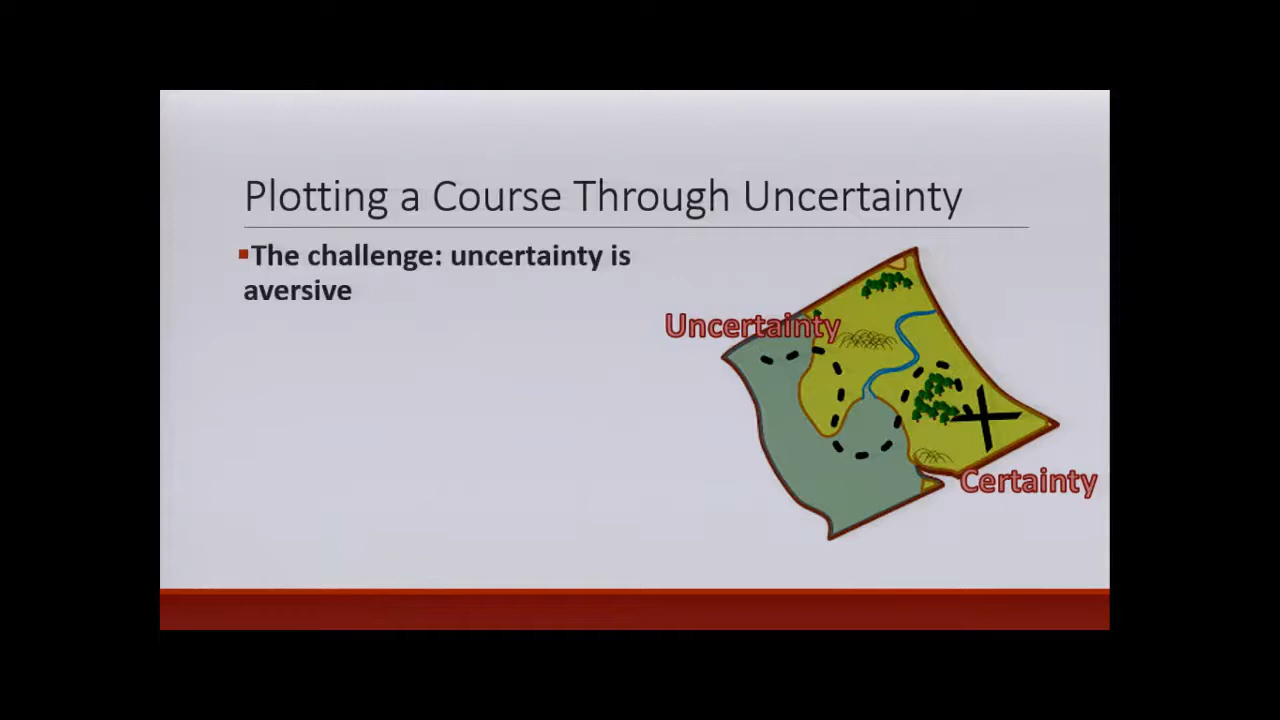 Plotting a Course Through Uncertainty
The challenge: uncertainty is
aversive
Uncertainty
Certainty